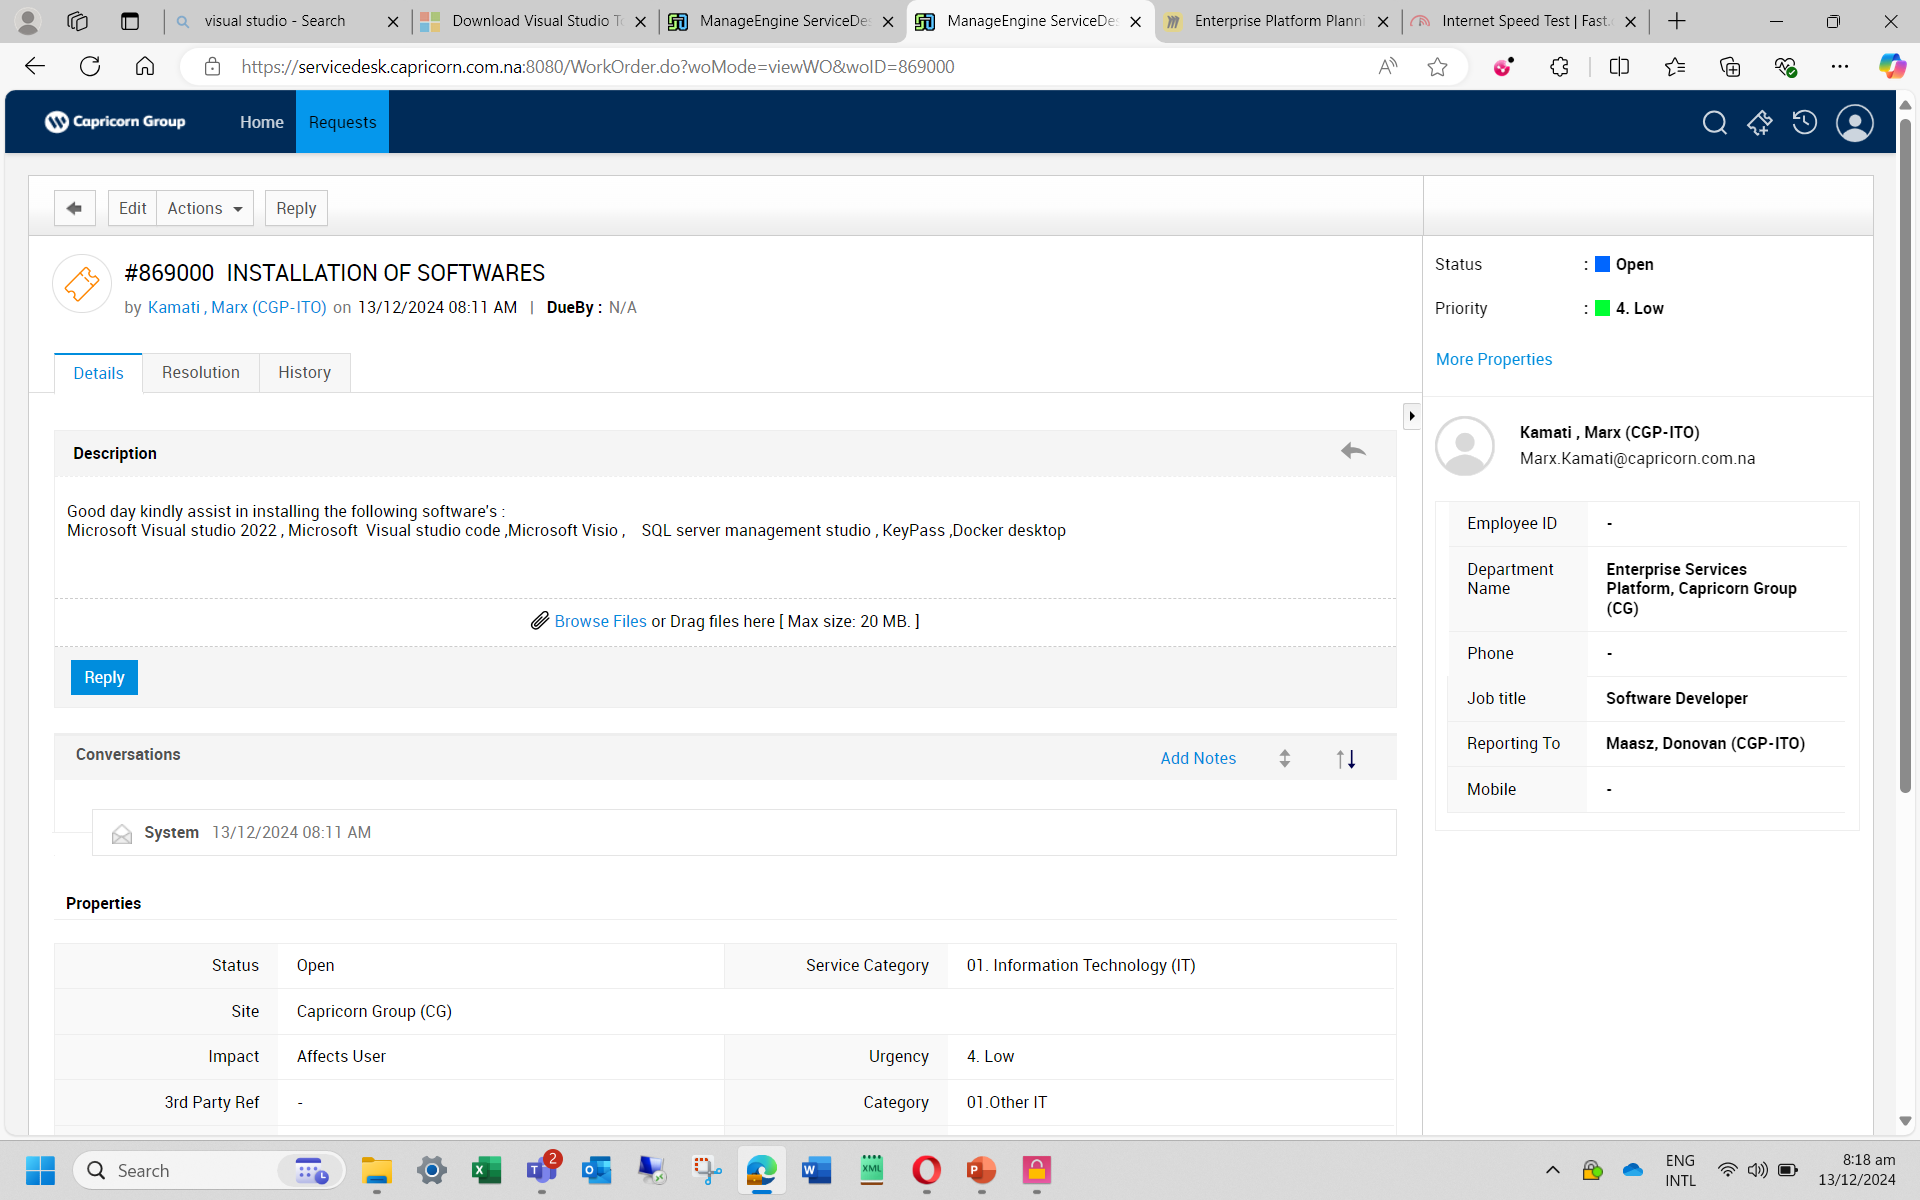 visual studio - Search
Download Visual Studio To
ManageEngine ServiceDes
ManageEngine ServiceDes
Enterprise Platform Planni
Internet Speed Test | Fast.
https://servicedesk.capricorn.com.na:8080/WorkOrder.do?woMode=viewWO&woID=869000
Capricorn Group
Home
Requests
Edit
Actions
Reply
#869000 INSTALLATION OF SOFTWARES
by Kamati , Marx (CGP-ITO) on 13/12/2024 08:11 AM | DueBy : N/A
Status : Open
Priority : 4. Low
More Properties
Details
Resolution
History
Description
Good day kindly assist in installing the following software's :
Microsoft Visual studio 2022 , Microsoft Visual studio code ,Microsoft Visio , SQL server management studio , KeyPass ,Docker desktop
Browse Files or Drag files here [ Max size: 20 MB. ]
Reply
Kamati , Marx (CGP-ITO)
Marx.Kamati@capricorn.com.na
Employee ID -
Department Name
Enterprise Services
Platform, Capricorn Group
(CG)
Phone -
Job title Software Developer
Reporting To Maasz, Donovan (CGP-ITO)
Mobile -
Conversations
Add Notes
System 13/12/2024 08:11 AM
Properties
Status Open Service Category 01. Information Technology (IT)
Site Capricorn Group (CG)
Impact Affects User Urgency 4. Low
3rd Party Ref - Category 01.Other IT
Search
2
XML
ENG
INTL
8:18 am
13/12/2024